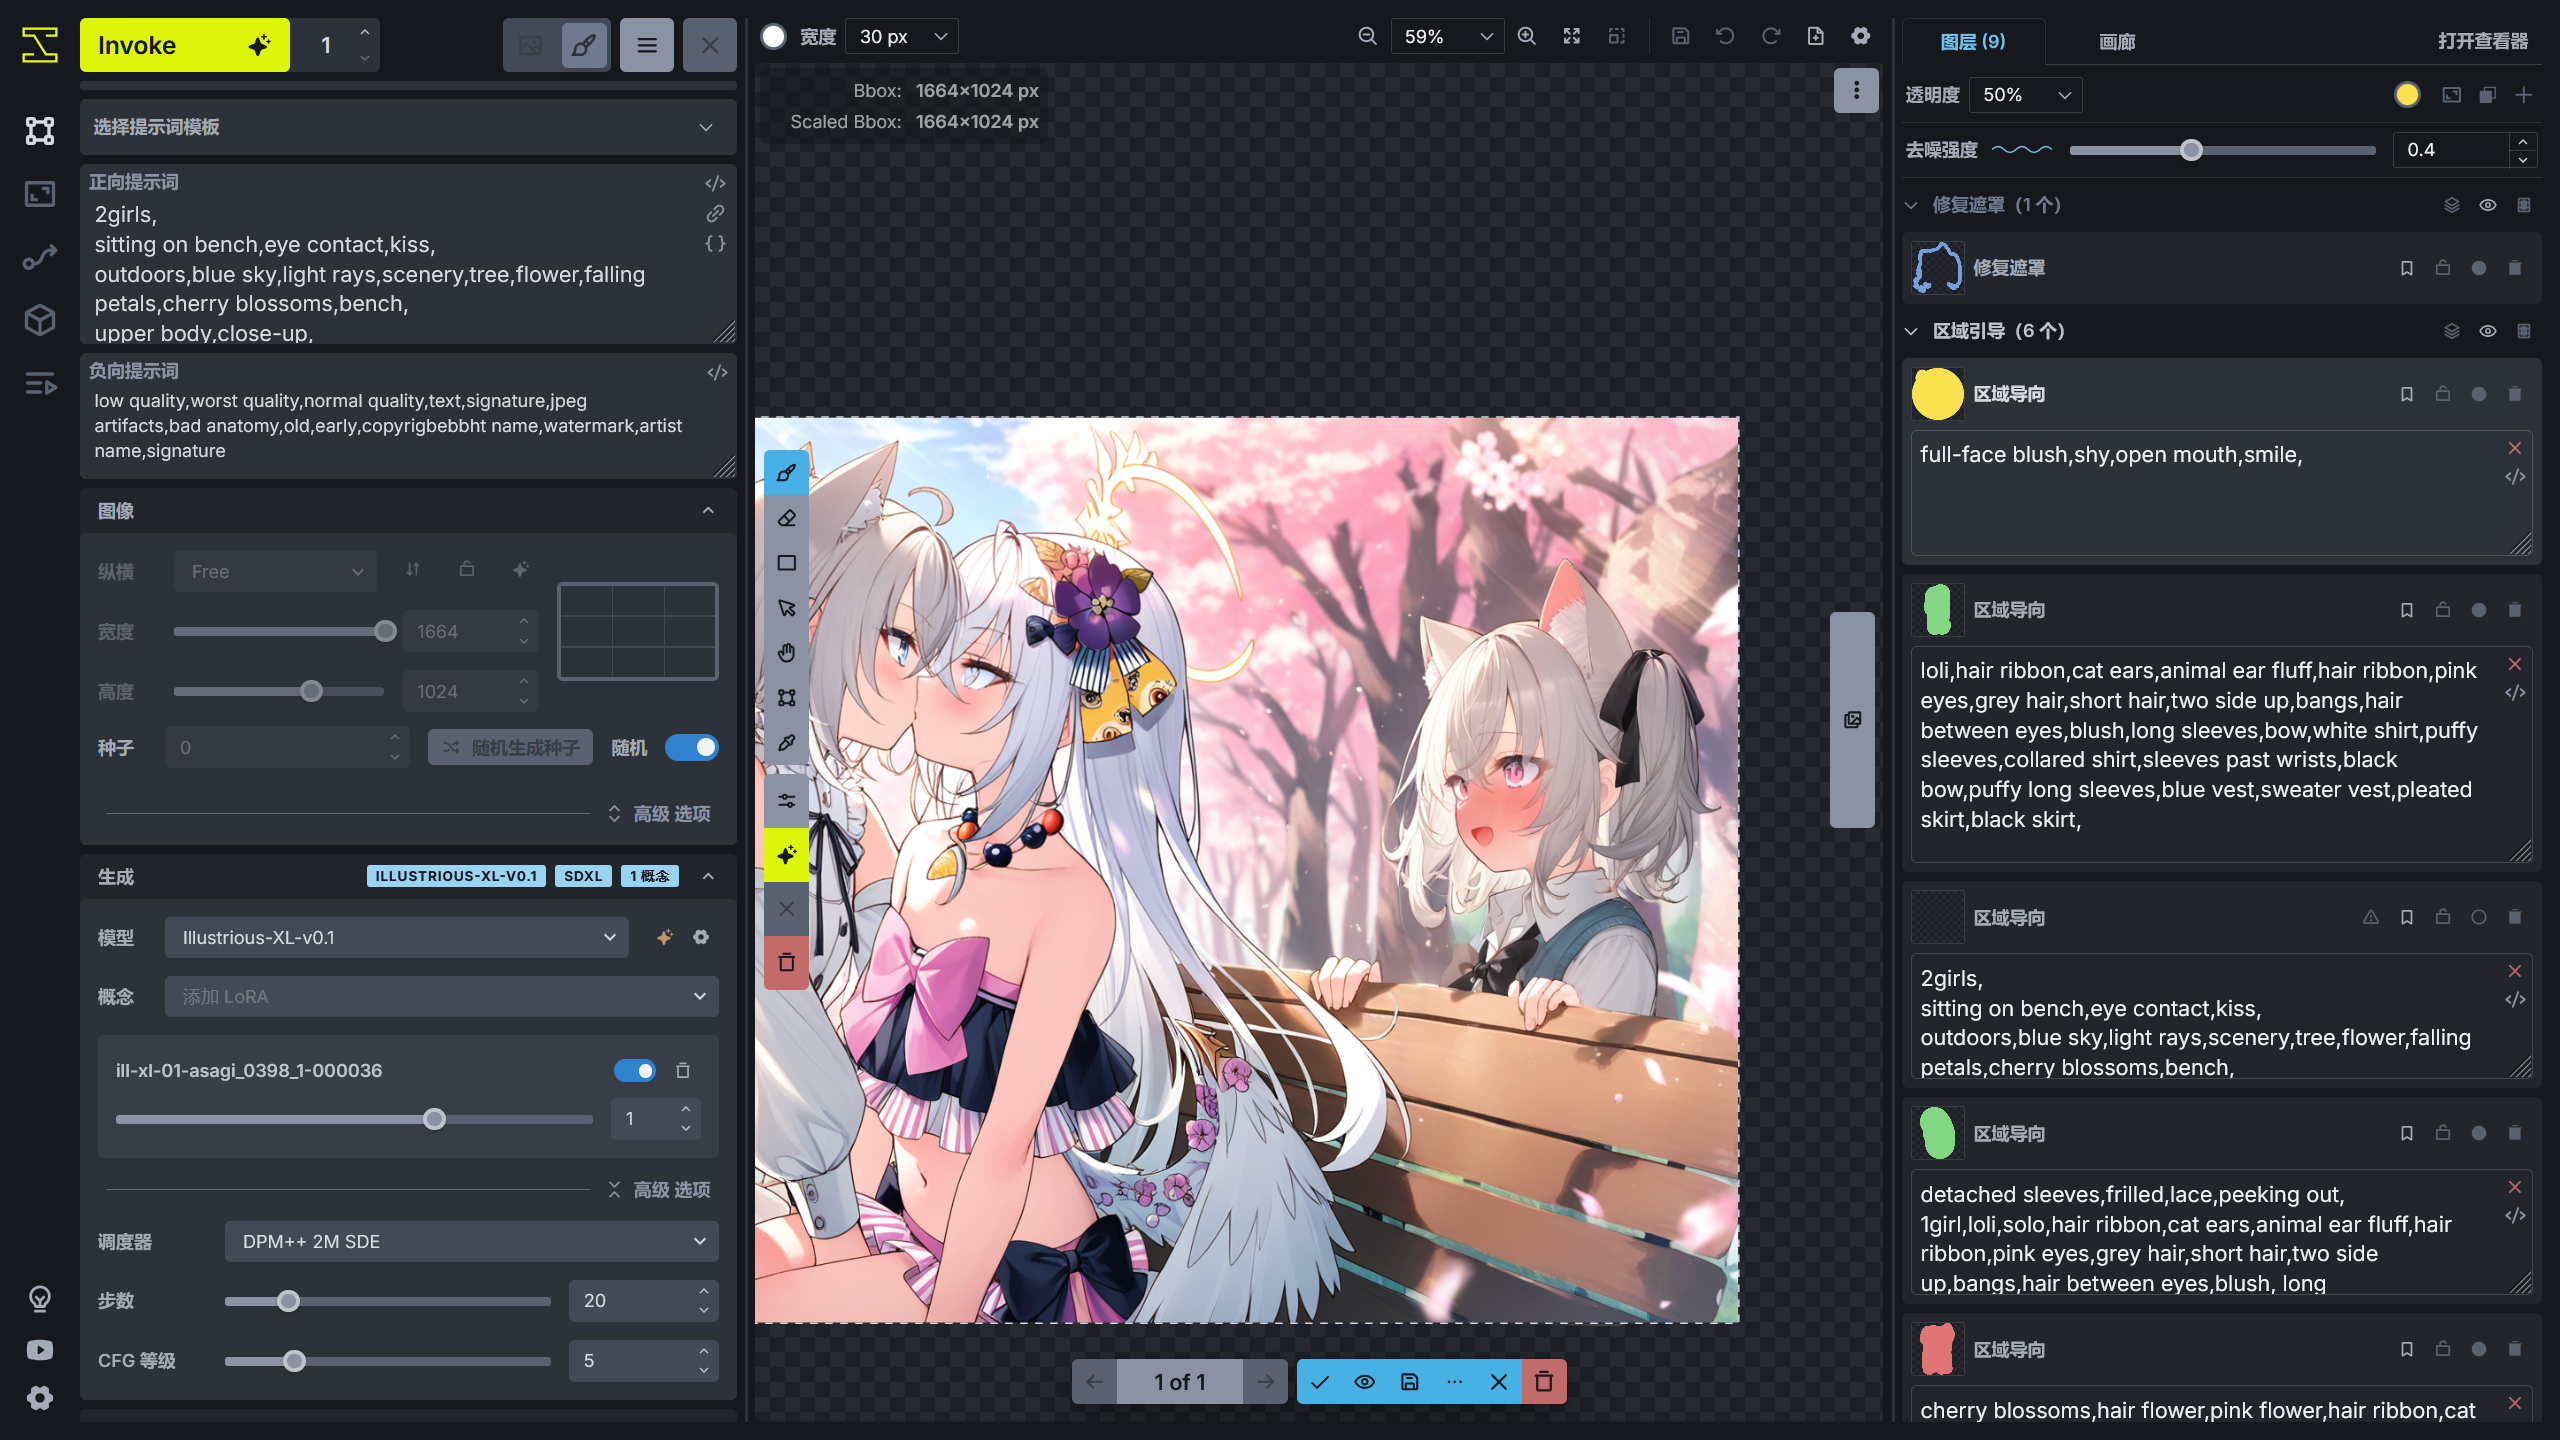 Invoke
1
选择提示词模板
正向提示词
2girls,
sitting on bench,eye contact,kiss,
outdoors,blue sky,light rays,scenery,tree,flower,falling
petals,cherry blossoms,bench,
upper body,close-up,
负向提示词
low quality,worst quality,normal quality,text,signature,jpeg
artifacts,bad anatomy,old,early,copyrigbebbht name,watermark,artist
name,signature
图像
纵横
Free
宽度
1664
高度
1024
种子
0
随机生成种子
随机
高级 选项
生成
ILLUSTRIOUS-XL-V0.1
SDXL
1 概念
模型
Illustrious-XL-v0.1
概念
添加 LoRA
ill-xl-01-asagi_0398_1-000036
1
高级 选项
调度器
DPM++ 2M SDE
步数
20
CFG 等级
5
宽度
30 px
59%
Bbox: 1664×1024 px
Scaled Bbox: 1664×1024 px
1 of 1
图层 (9)
画廊
打开查看器
透明度
50%
去噪强度
0.4
修复遮罩（1 个）
修复遮罩
区域引导（6 个）
区域导向
full-face blush,shy,open mouth,smile,
区域导向
loli,hair ribbon,cat ears,animal ear fluff,hair ribbon,pink
eyes,grey hair,short hair,two side up,bangs,hair
between eyes,blush,long sleeves,bow,white shirt,puffy
sleeves,collared shirt,sleeves past wrists,black
bow,puffy long sleeves,blue vest,sweater vest,pleated
skirt,black skirt,
区域导向
2girls,
sitting on bench,eye contact,kiss,
outdoors,blue sky,light rays,scenery,tree,flower,falling
petals,cherry blossoms,bench,
区域导向
detached sleeves,frilled,lace,peeking out,
1girl,loli,solo,hair ribbon,cat ears,animal ear fluff,hair
ribbon,pink eyes,grey hair,short hair,two side
up,bangs,hair between eyes,blush, long
区域导向
cherry blossoms,hair flower,pink flower,hair ribbon,cat